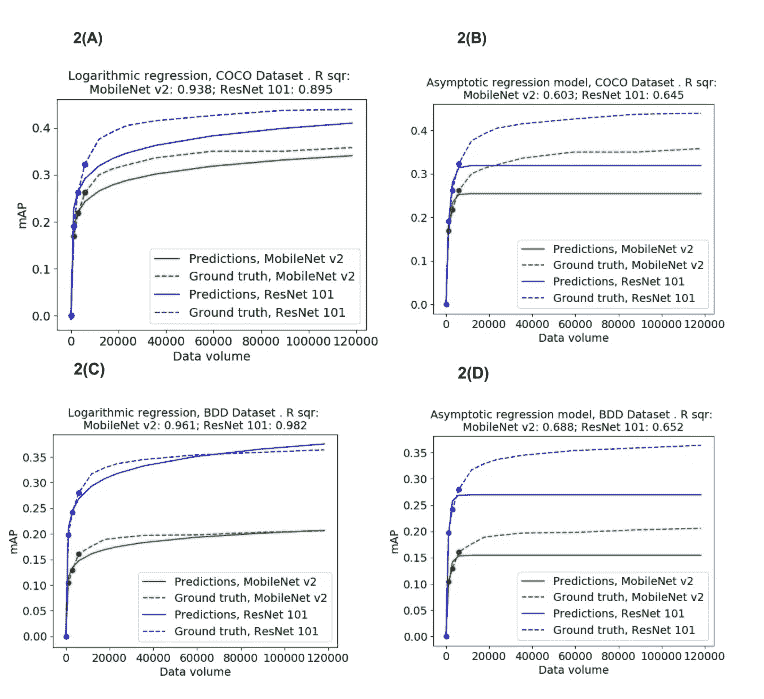 2(A)
Logarithmic regression, COCO Dataset . R sqr:
MobileNet v2: 0.938; ResNet 101: 0.895
0.4
0.3
0.2
0.1
0.0
mAP
Predictions, MobileNet v2
Ground truth, MobileNet v2
Predictions, ResNet 101
Ground truth, ResNet 101
0 20000 40000 60000 80000 100000 120000
Data volume
2(B)
Asymptotic regression model, COCO Dataset . R sqr:
MobileNet v2: 0.603; ResNet 101: 0.645
0.4
0.3
0.2
0.1
0.0
mAP
Predictions, MobileNet v2
Ground truth, MobileNet v2
Predictions, ResNet 101
Ground truth, ResNet 101
0 20000 40000 60000 80000 100000 120000
Data volume
2(C)
Logarithmic regression, BDD Dataset . R sqr:
MobileNet v2: 0.961; ResNet 101: 0.982
0.35
0.30
0.25
0.20
0.15
0.10
0.05
0.00
mAP
Predictions, MobileNet v2
Ground truth, MobileNet v2
Predictions, ResNet 101
Ground truth, ResNet 101
0 20000 40000 60000 80000 100000 120000
Data volume
2(D)
Asymptotic regression model, BDD Dataset . R sqr:
MobileNet v2: 0.688; ResNet 101: 0.652
0.35
0.30
0.25
0.20
0.15
0.10
0.05
0.00
mAP
Predictions, MobileNet v2
Ground truth, MobileNet v2
Predictions, ResNet 101
Ground truth, ResNet 101
0 20000 40000 60000 80000 100000 120000
Data volume